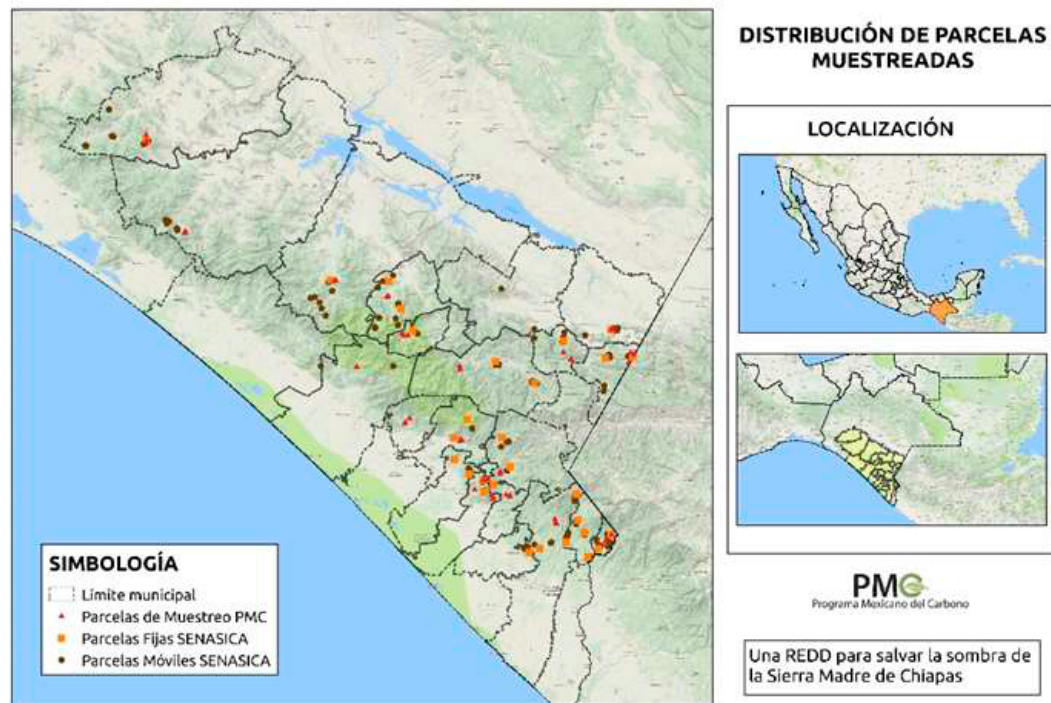 DISTRIBUCIÓN DE PARCELAS
MUESTREADAS
LOCALIZACIÓN
SIMBOLOGÍA
Límite municipal
Parcelas de Muestreo PMC
Parcelas Fijas SENASICA
Parcelas Móviles SENASICA
PMC
Programa Mexicano del Carbono
Una REDD para salvar la sombra de
la Sierra Madre de Chiapas